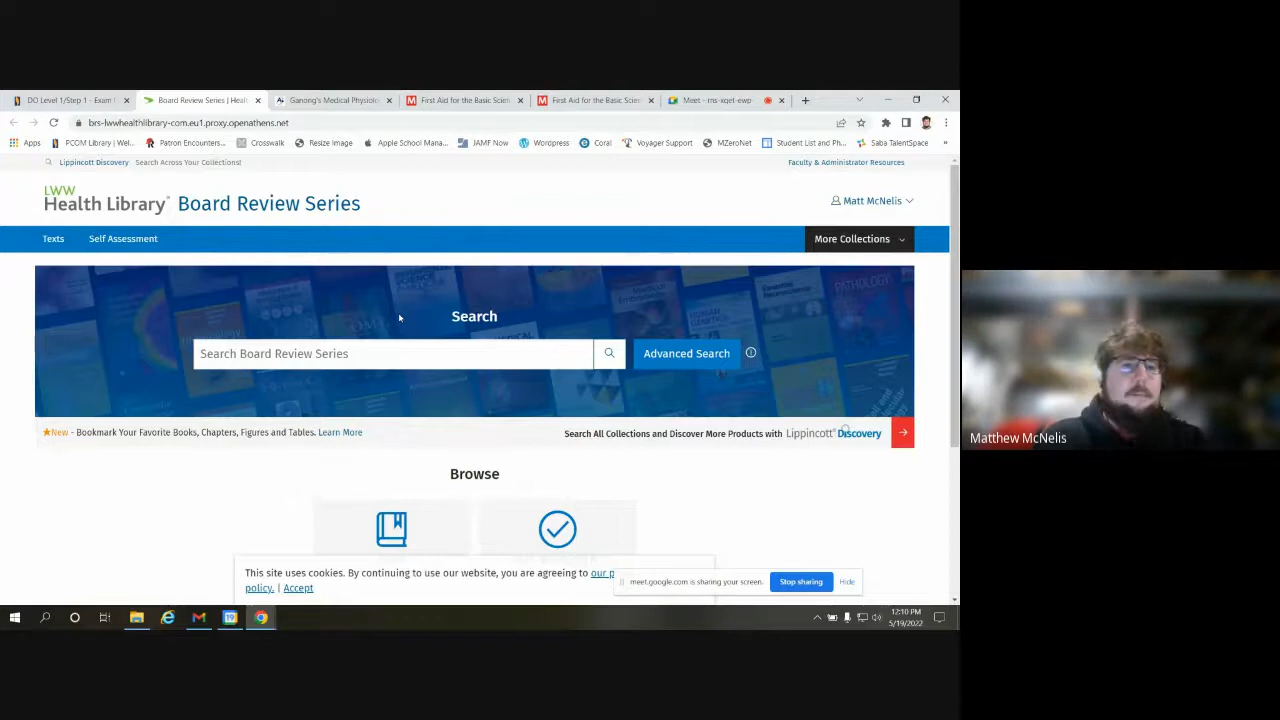 DO Level 1/Step 1 - Exam
Board Review Series | Healt
Ganong's Medical Physiolo
First Aid for the Basic Scien
First Aid for the Basic Scien
Meet - rns-xqet-ewp
brs-lwwhealthlibrary-com.eu1.proxy.openathens.net
Apps
PCOM Library | Wel...
Patron Encounters...
Crosswalk
Resize Image
Apple School Mana...
JAMF Now
Wordpress
Coral
Voyager Support
MZeroNet
Student List and Ph...
Saba TalentSpace
»
Lippincott Discovery Search Across Your Collections!
Faculty & Administrator Resources
LWW
Health Library Board Review Series
Matt McNelis
Texts
Self Assessment
More Collections
Search
Search Board Review Series
Advanced Search
New - Bookmark Your Favorite Books, Chapters, Figures and Tables. Learn More
Search All Collections and Discover More Products with Lippincott Discovery
Browse
This site uses cookies. By continuing to use our website, you are agreeing to our p
policy. | Accept
meet.google.com is sharing your screen.
Stop sharing
Hide
12:10 PM
5/19/2022
Matthew McNelis